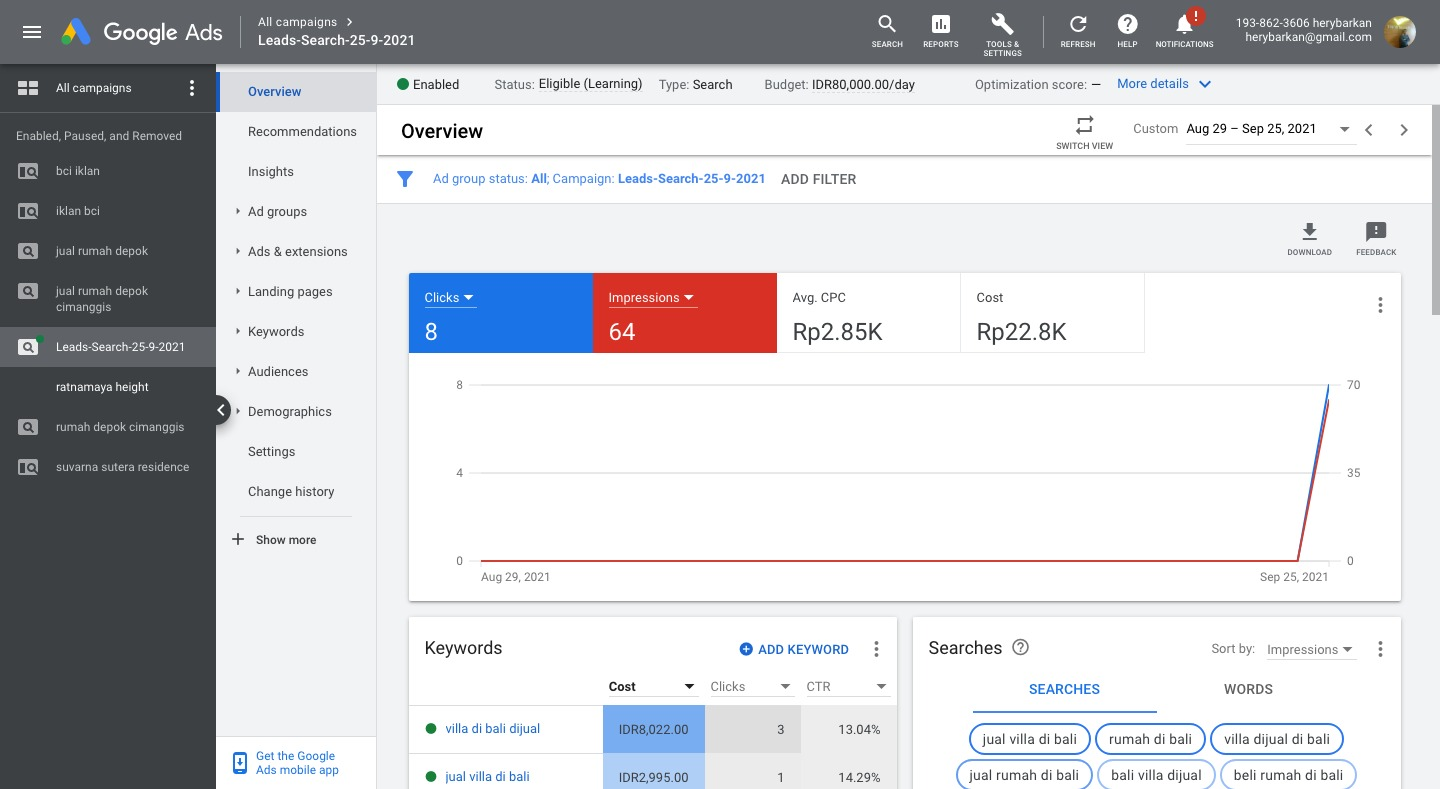 Google Ads
All campaigns
Leads-Search-25-9-2021
SEARCH
REPORTS
TOOLS &
SETTINGS
REFRESH
HELP
!
NOTIFICATIONS
193-862-3606 herybarkan
herybarkan@gmail.com
All campaigns
Enabled, Paused, and Removed
bci iklan
iklan bci
jual rumah depok
jual rumah depok
cimanggis
Leads-Search-25-9-2021
ratnamaya height
rumah depok cimanggis
suvarna sutera residence
Overview
Recommendations
Insights
Ad groups
Ads & extensions
Landing pages
Keywords
Audiences
Demographics
Settings
Change history
Show more
Get the Google
Ads mobile app
Enabled Status: Eligible (Learning) Type: Search Budget: IDR80,000.00/day Optimization score: — More details
Overview
SWITCH VIEW
Custom Aug 29 – Sep 25, 2021
Ad group status: All; Campaign: Leads-Search-25-9-2021 ADD FILTER
DOWNLOAD
FEEDBACK
Clicks
8
Impressions
64
Avg. CPC
Rp2.85K
Cost
Rp22.8K
8 70
4 35
0 0
Aug 29, 2021 Sep 25, 2021
Keywords
ADD KEYWORD
Cost Clicks CTR
villa di bali dijual IDR8,022.00 3 13.04%
jual villa di bali IDR2,995.00 1 14.29%
Searches
Sort by: Impressions
SEARCHES WORDS
jual villa di bali rumah di bali villa dijual di bali
jual rumah di bali bali villa dijual beli rumah di bali